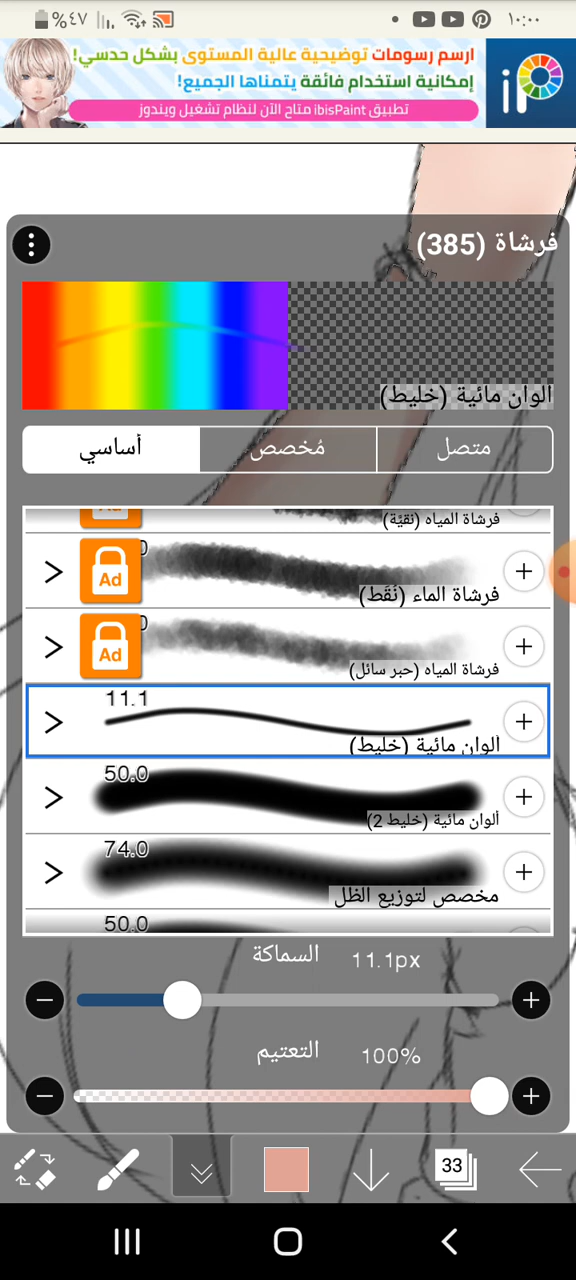 %٤٧
١٠:٠٠
ارسم رسومات توضيحية عالية المستوى بشكل حدسي!
إمكانية استخدام فائقة يتمناها الجميع!
تطبيق ibisPaint متاح الآن لنظام تشغيل ويندوز
iP
فرشاة (385)
ألوان مائية (خليط)
أساسي
مُخصص
متصل
Ad
فرشاة المياه (نقيَّة)
Ad
فرشاة الماء (نُقَط)
Ad
فرشاة المياه (حبر سائل)
11.1
ألوان مائية (خليط)
50.0
ألوان مائية (خليط 2)
74.0
مخصص لتوزيع الظل
50.0
السماكة
11.1px
التعتيم
100%
33